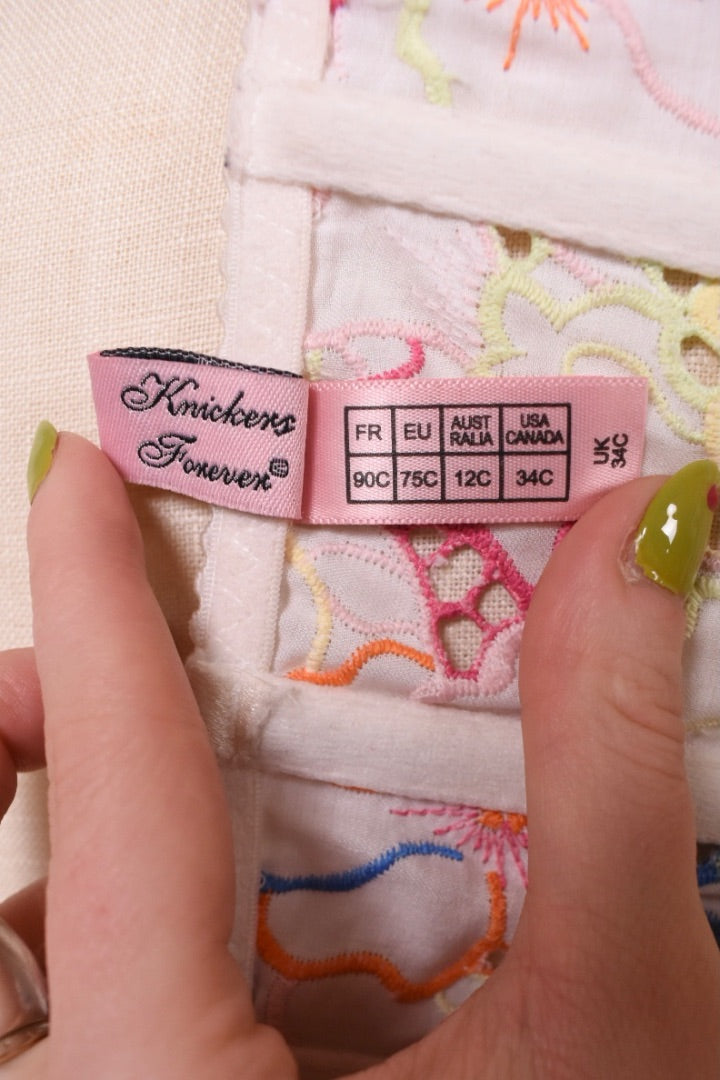 Knickers
Forever
FR EU AUST RALIA USA CANADA
90C 75C 12C 34C
UK 34C